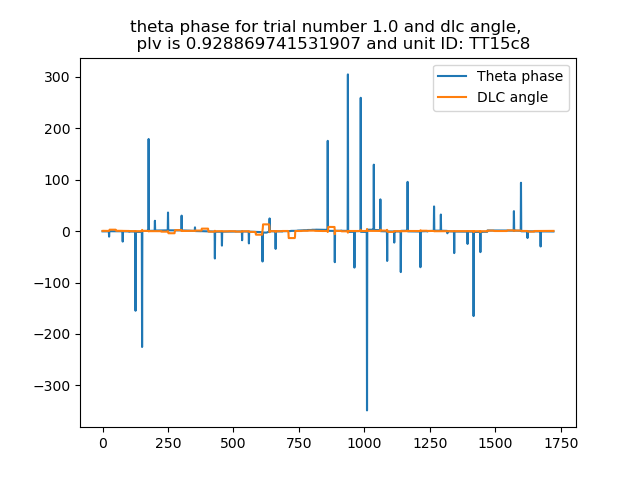 theta phase for trial number 1.0 and dlc angle,
plv is 0.928869741531907 and unit ID: TT15c8
Theta phase
DLC angle
300
200
100
0
−100
−200
−300
0 250 500 750 1000 1250 1500 1750